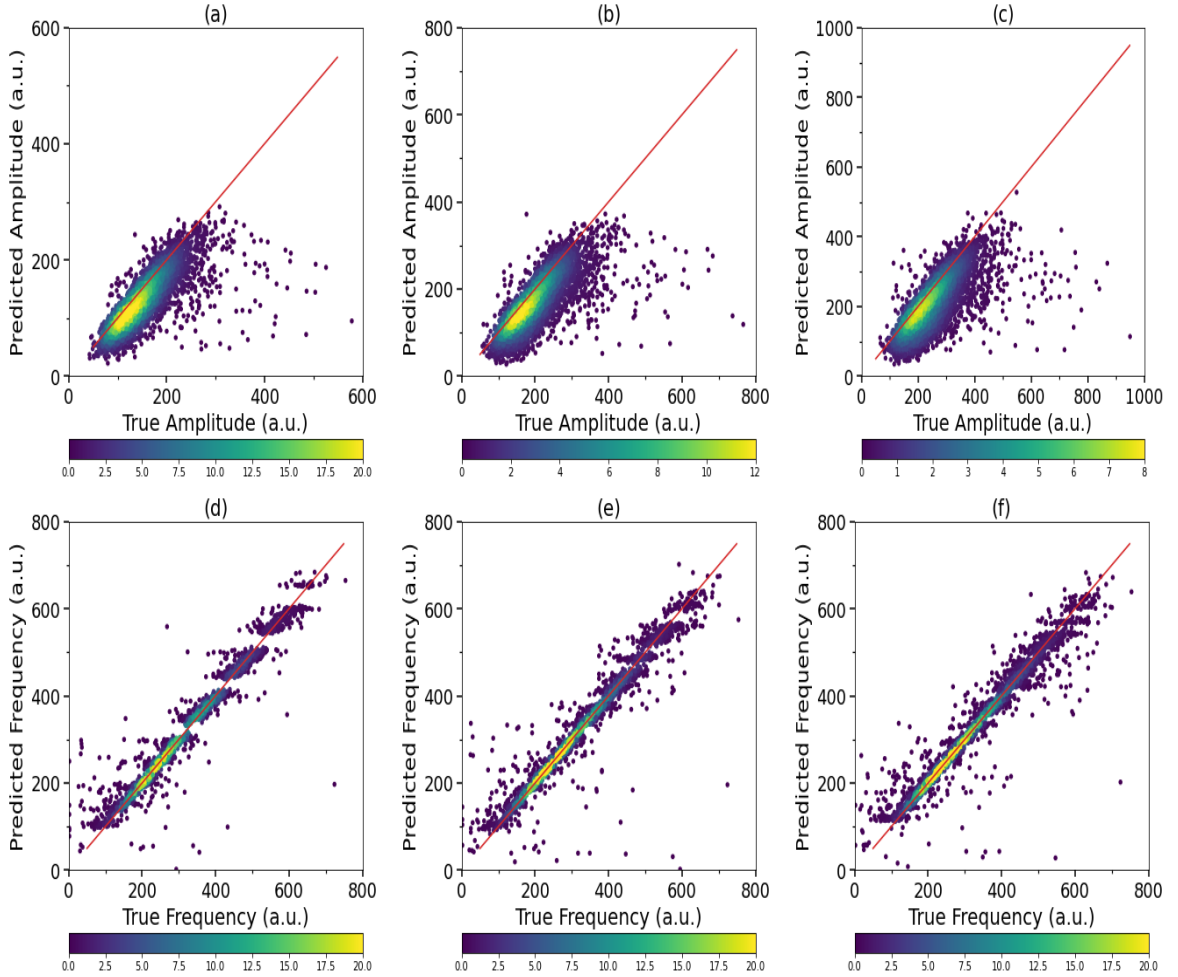 (a)
Predicted Amplitude (a.u.)
600
400
200
0
0 200 400 600
True Amplitude (a.u.)
0.0 2.5 5.0 7.5 10.0 12.5 15.0 17.5 20.0
(b)
Predicted Amplitude (a.u.)
800
600
400
200
0
0 200 400 600 800
True Amplitude (a.u.)
0 2 4 6 8 10 12
(c)
Predicted Amplitude (a.u.)
1000
800
600
400
200
0
0 200 400 600 800 1000
True Amplitude (a.u.)
0 1 2 3 4 5 6 7 8
(d)
Predicted Frequency (a.u.)
800
600
400
200
0
0 200 400 600 800
True Frequency (a.u.)
0.0 2.5 5.0 7.5 10.0 12.5 15.0 17.5 20.0
(e)
Predicted Frequency (a.u.)
800
600
400
200
0
0 200 400 600 800
True Frequency (a.u.)
0.0 2.5 5.0 7.5 10.0 12.5 15.0 17.5 20.0
(f)
Predicted Frequency (a.u.)
800
600
400
200
0
0 200 400 600 800
True Frequency (a.u.)
0.0 2.5 5.0 7.5 10.0 12.5 15.0 17.5 20.0